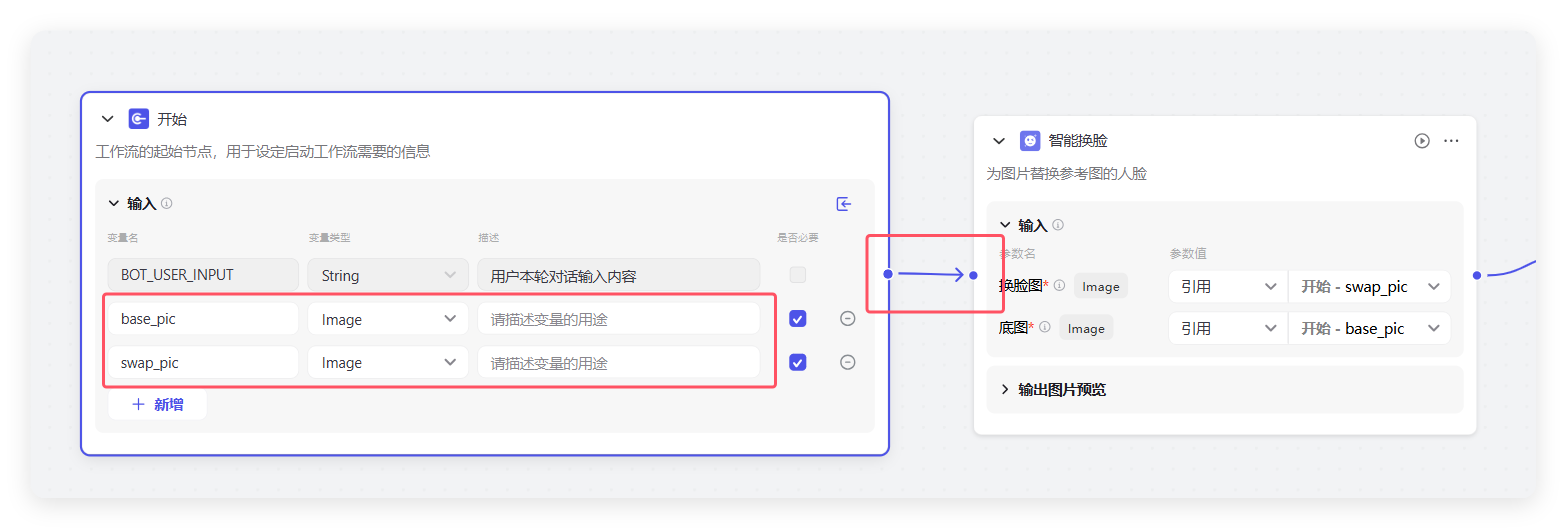 开始
工作流的起始节点，用于设定启动工作流需要的信息
输入
变量名 变量类型 描述 是否必要
BOT_USER_INPUT String 用户本轮对话输入内容
base_pic Image 请描述变量的用途
swap_pic Image 请描述变量的用途
新增
智能换脸
为图片替换参考图的人脸
输入
参数名 参数值
换脸图* Image 引用 开始 - swap_pic
底图* Image 引用 开始 - base_pic
输出图片预览